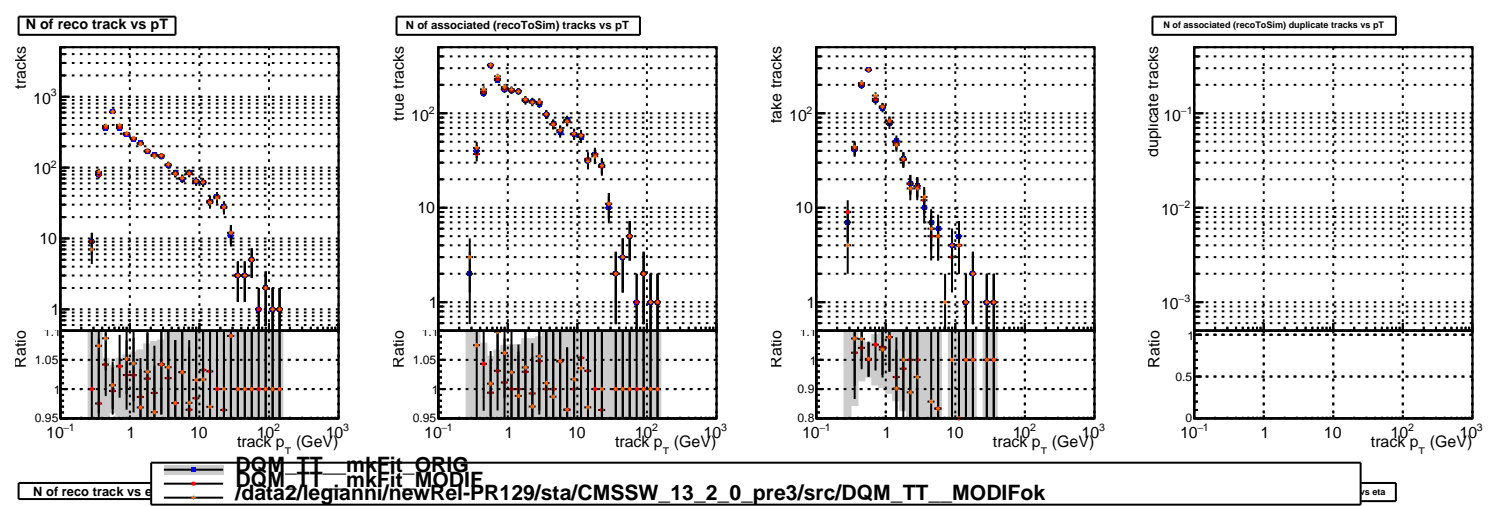 N of reco track vs pT
N of associated (recoToSim) tracks vs pT
N of associated (recoToSim) duplicate tracks vs pT
tracks
10³
10²
10
1
Ratio
1.1
1.05
1
0.95
10⁻¹ 1 10 10² 10³
track p_T (GeV)
true tracks
10²
10
1
Ratio
1.1
1.05
1
0.95
10⁻¹ 1 10 10² 10³
track p_T (GeV)
fake tracks
10²
10
1
Ratio
1.1
1
0.9
0.8
10⁻¹ 1 10 10² 10³
track p_T (GeV)
duplicate tracks
10⁻¹
10⁻²
10⁻³
Ratio
1
0.5
0
10⁻¹ 1 10 10² 10³
track p_T (GeV)
DQM_TT__mkFit_ORIG
DQM_TT__mkFit_MODIF
/data2/legianni/newRel-PR129/sta/CMSSW_13_2_0_pre3/src/DQM_TT__MODIFok
N of reco track vs e
vs eta